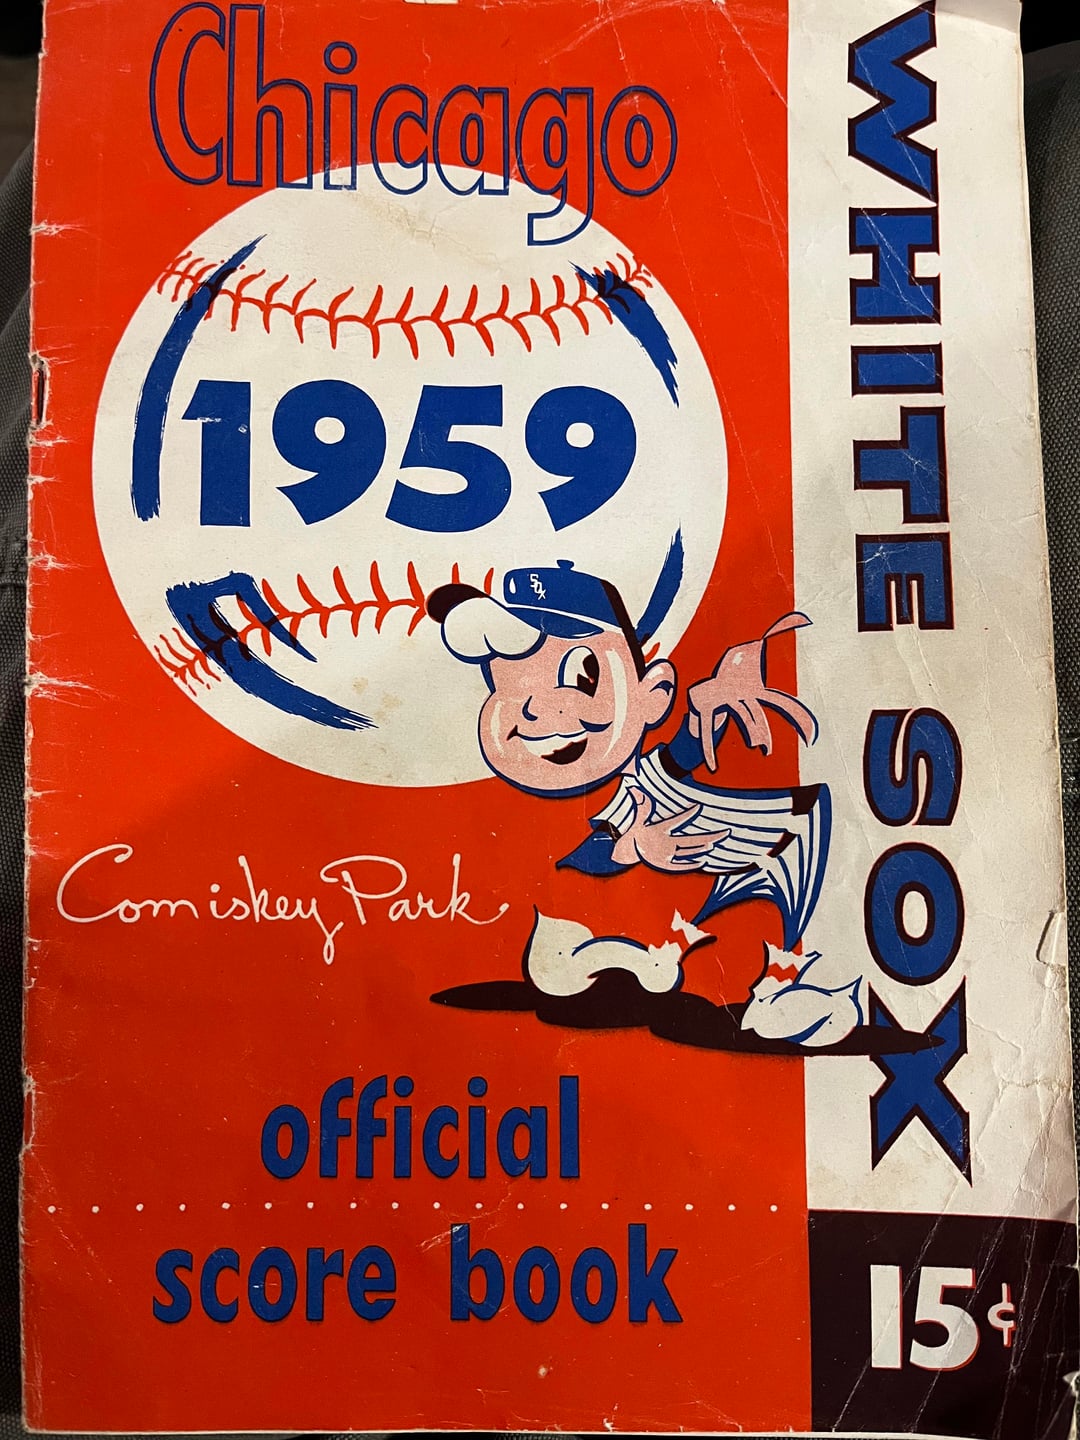 Chicago
WHITE SOX
1959
SOX
Comiskey Park
official
score book
15¢